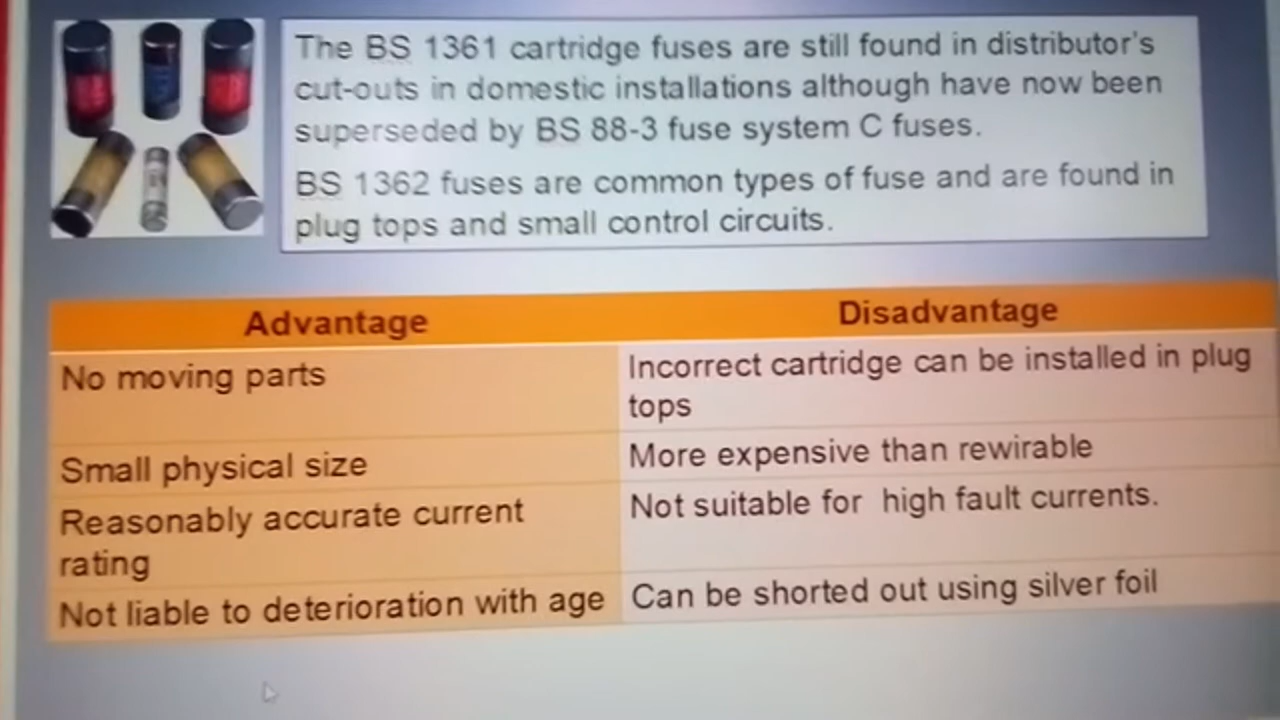 The BS 1361 cartridge fuses are still found in distributor's
cut-outs in domestic installations although have now been
superseded by BS 88-3 fuse system C fuses.
BS 1362 fuses are common types of fuse and are found in
plug tops and small control circuits.
Advantage
Disadvantage
No moving parts
Incorrect cartridge can be installed in plug
tops
Small physical size
More expensive than rewirable
Reasonably accurate current
rating
Not suitable for high fault currents.
Not liable to deterioration with age
Can be shorted out using silver foil